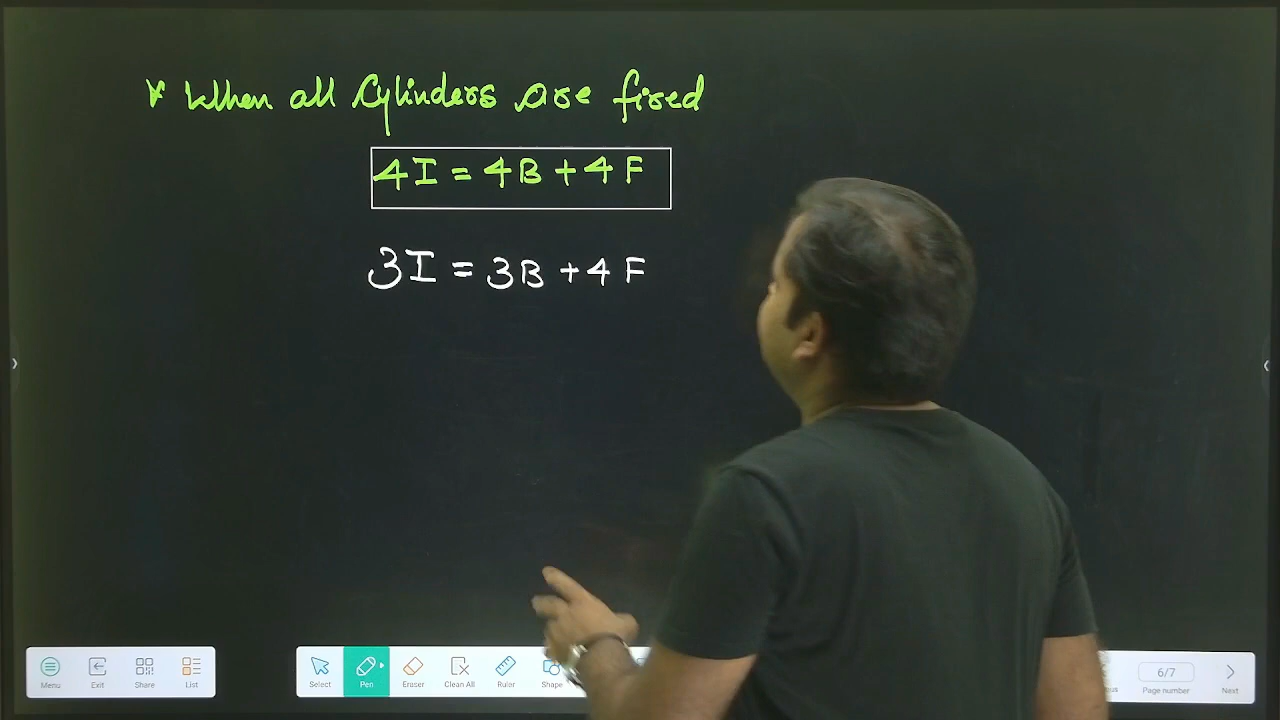 * When all Cylinders are fired
4I = 4B + 4F
3I = 3B + 4F
Menu Exit Share List
Select Pen Eraser Clean All Ruler Shape
6/7
Page number Next